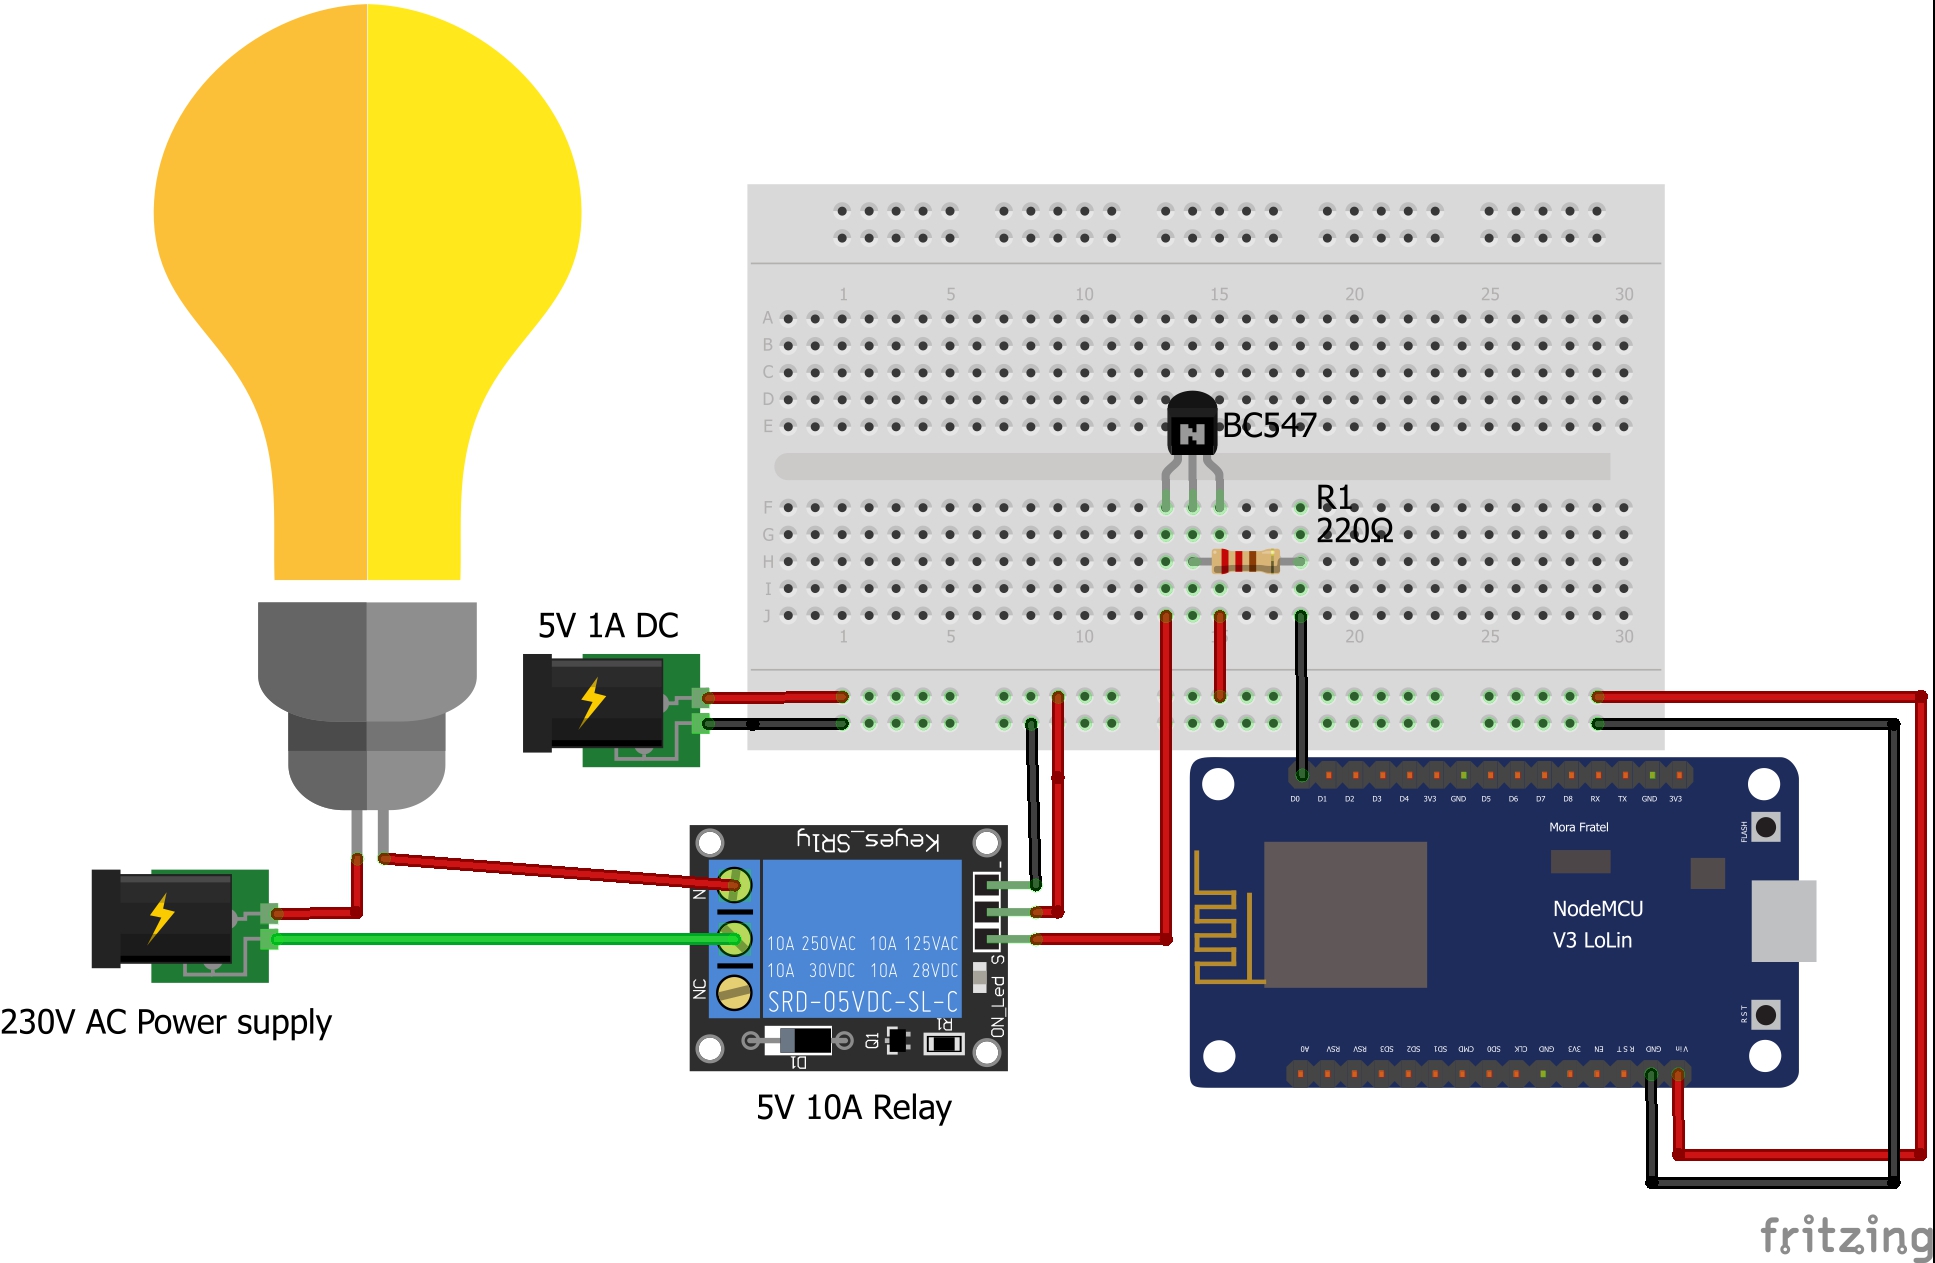 1 5 10 15 20 25 30
A
B
C
D
E
BC547
F
G
H
I
J
R1
220Ω
1 5 10 15 20 25 30
5V 1A DC
230V AC Power supply
Keyes_SRly
NC
10A 250VAC 10A 125VAC
10A 30VDC 10A 28VDC
SRD-05VDC-SL-C
-
S
ON_Led
D1
Q1
R1
5V 10A Relay
D0 D1 D2 D3 D4 3V3 GND D5 D6 D7 D8 RX TX GND 3V3
Mora Fratel
FLASH
NodeMCU
V3 LoLin
RST
A0 RSV RSV SD3 SD2 SD1 CMD SD0 CLK GND 3V3 EN RST GND Vin
fritzing